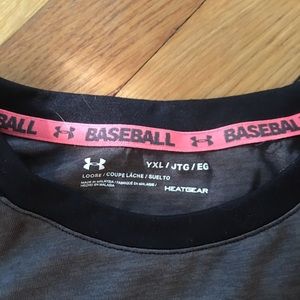 BASEBALL BASEBALL
YXL / JTG / EG
LOOSE / COUPE LÂCHE / SUELTO
MADE IN MALAYSIA / FABRIQUÉ EN MALAISIE /
HECHO EN MALASIA
HEATGEAR